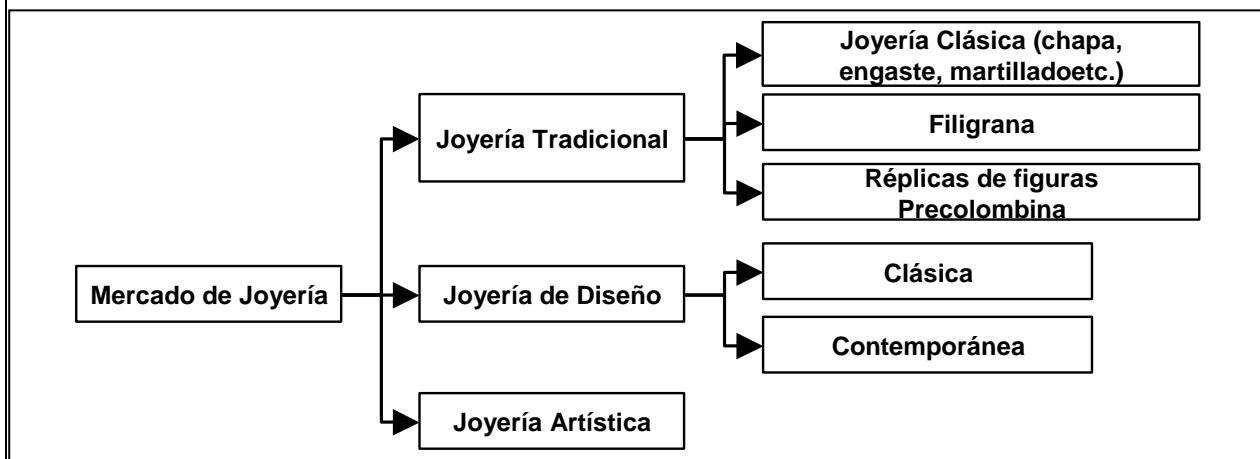 Joyería Clásica (chapa,
engaste, martilladoetc.)
Joyería Tradicional
Filigrana
Réplicas de figuras
Precolombina
Mercado de Joyería
Joyería de Diseño
Clásica
Contemporánea
Joyería Artística